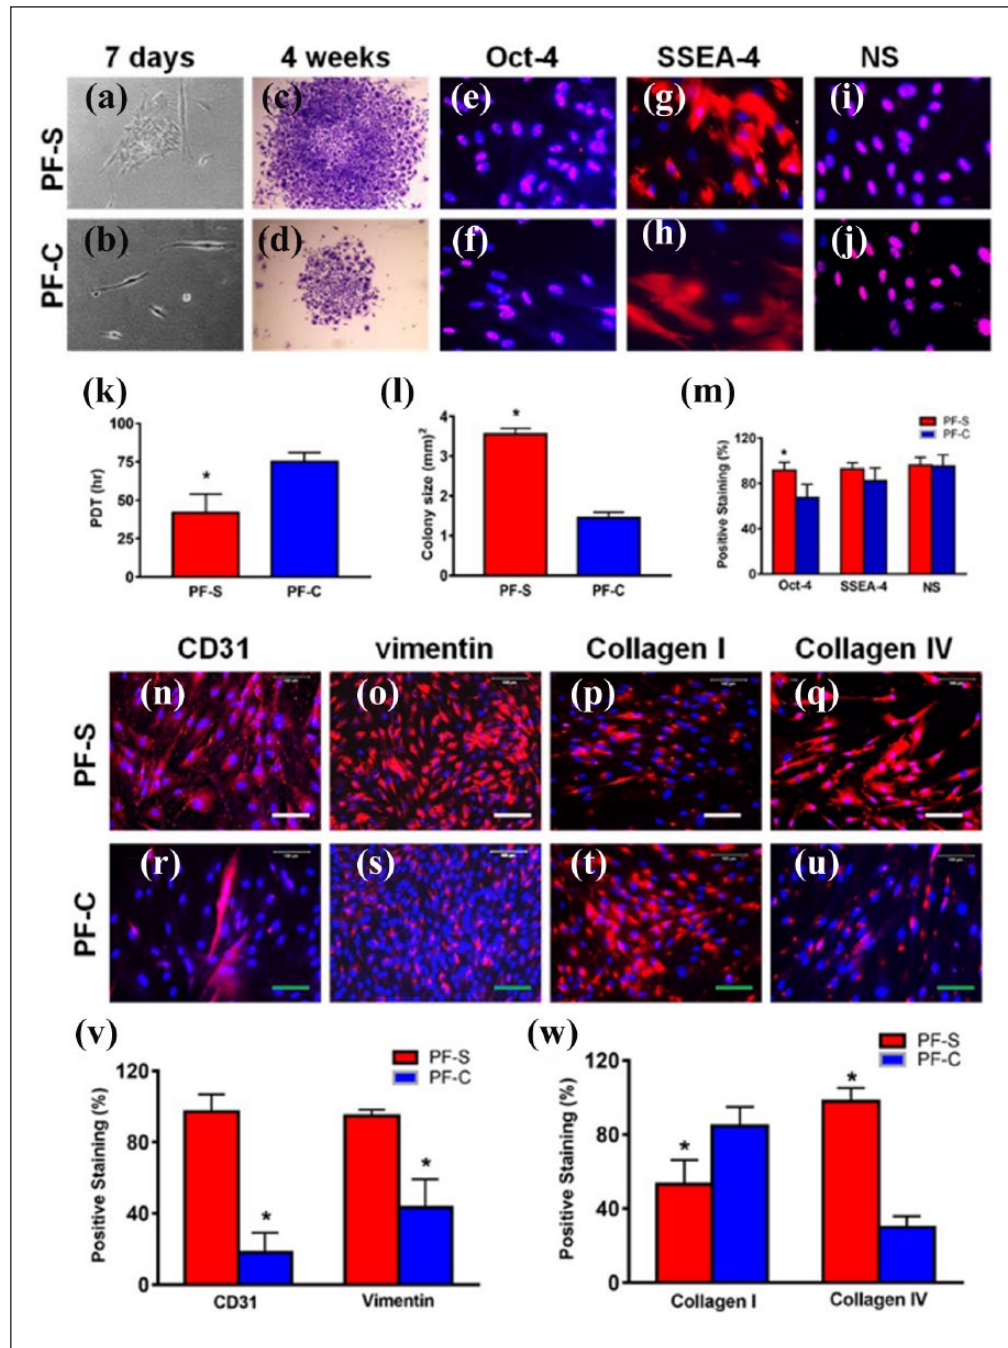 7 days 4 weeks Oct-4 SSEA-4 NS
PF-S
(a) (c) (e) (g) (i)
PF-C
(b) (d) (f) (h) (j)
(k)
PDT (hr)
100
75
50
25
0
*
PF-S PF-C
(l)
Colony size (mm)²
4
3
2
1
0
*
PF-S PF-C
(m)
PF-S
PF-C
Positive Staining (%)
120
80
40
0
*
Oct-4 SSEA-4 NS
CD31 vimentin Collagen I Collagen IV
PF-S
(n) (o) (p) (q)
PF-C
(r) (s) (t) (u)
(v)
PF-S
PF-C
Positive Staining (%)
120
80
40
0
* *
CD31 Vimentin
(w)
PF-S
PF-C
Positive Staining (%)
120
80
40
0
* *
Collagen I Collagen IV